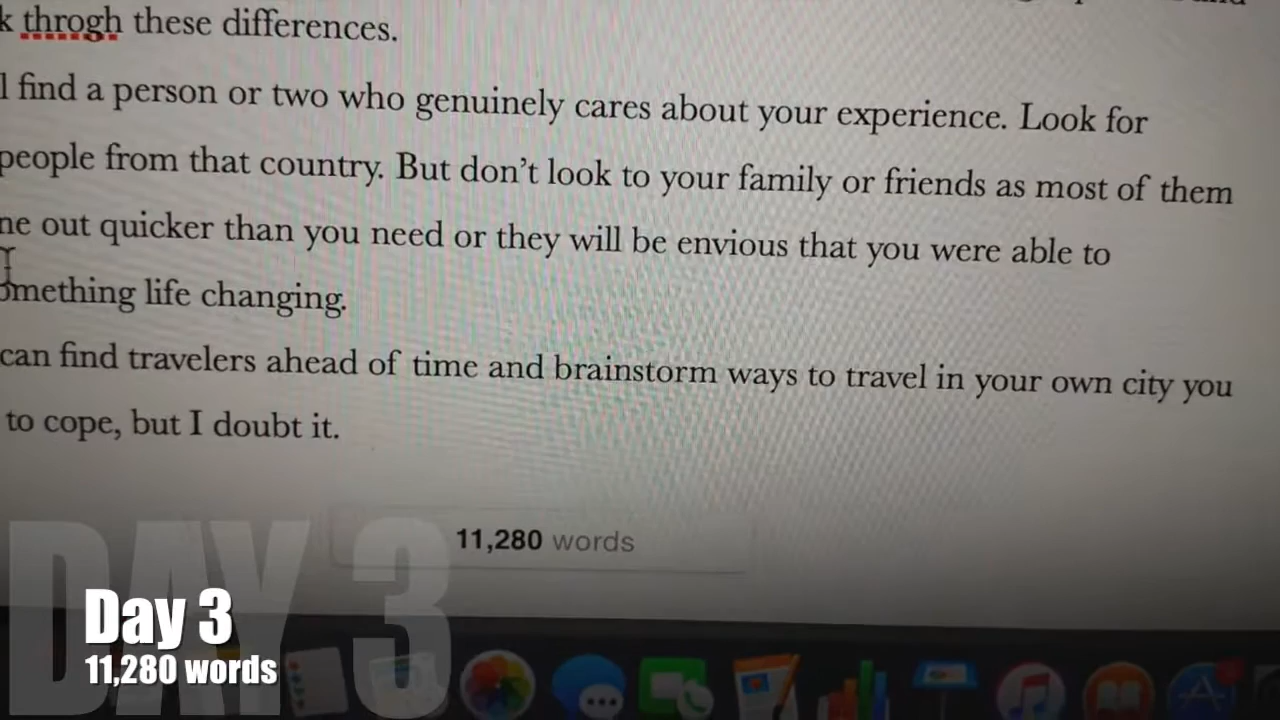 k throgh these differences.
l find a person or two who genuinely cares about your experience. Look for
people from that country. But don't look to your family or friends as most of them
ne out quicker than you need or they will be envious that you were able to
omething life changing.
can find travelers ahead of time and brainstorm ways to travel in your own city you
to cope, but I doubt it.
11,280 words
DAY 3
Day 3
11,280 words